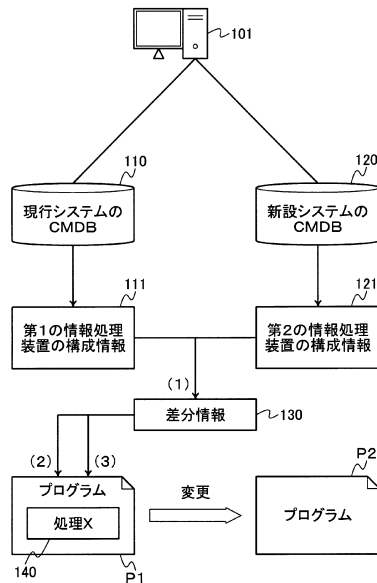 101
110
現行システムの
CMDB
120
新設システムの
CMDB
111
第1の情報処理
装置の構成情報
121
第2の情報処理
装置の構成情報
(1)
差分情報
130
(2)
(3)
プログラム
処理X
140
P1
変更
P2
プログラム